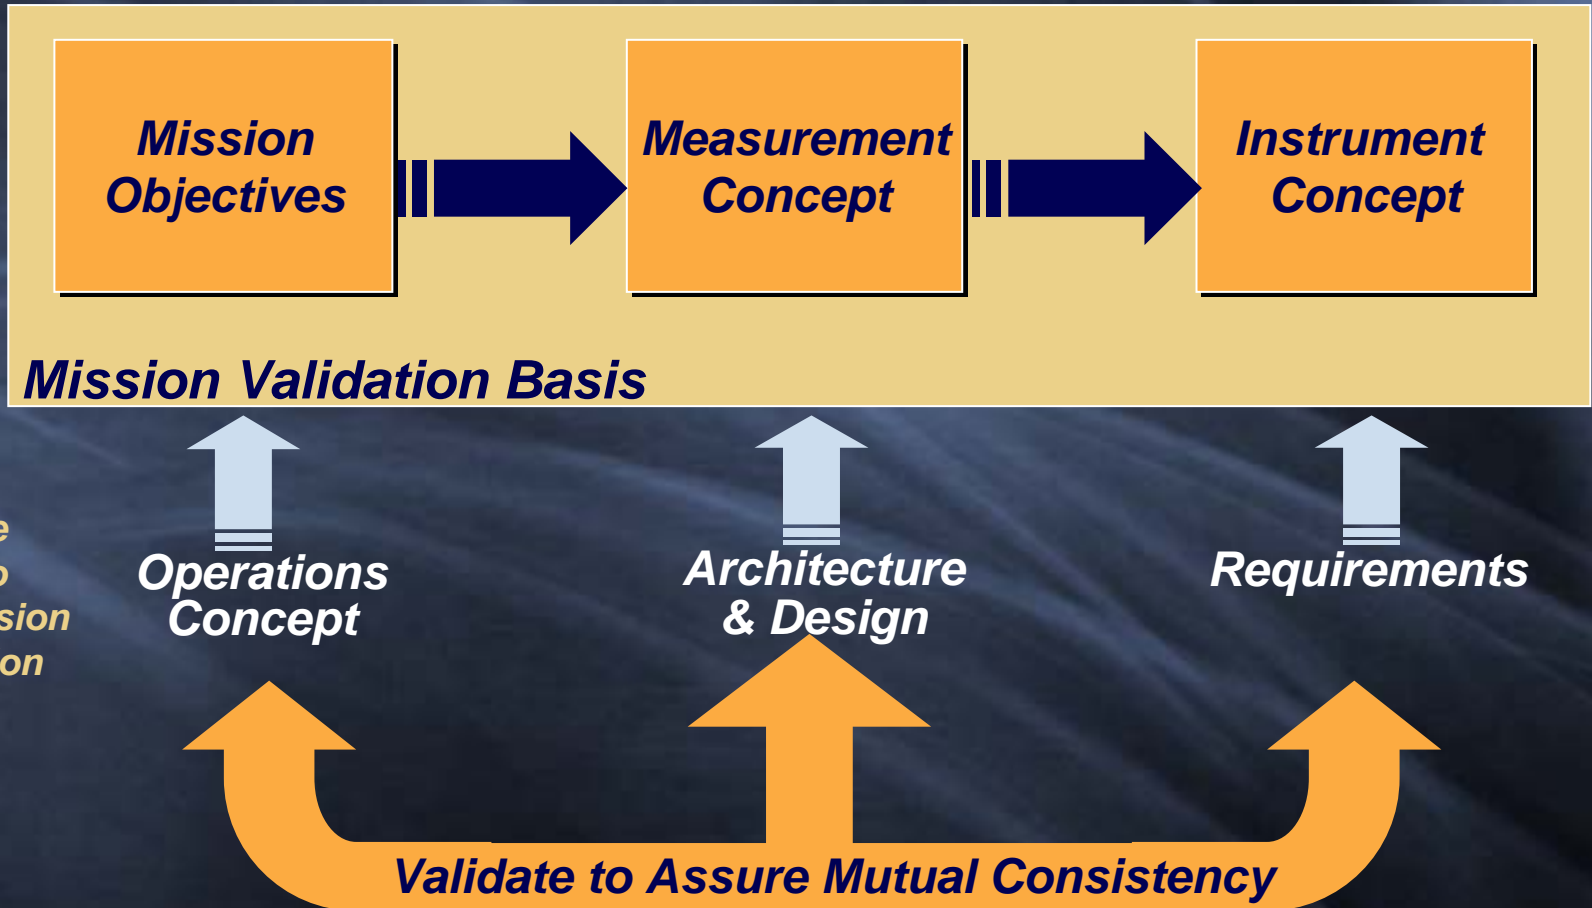 Mission
Objectives
Measurement
Concept
Instrument
Concept
Mission Validation Basis
Operations
Concept
Architecture
& Design
Requirements
Validate to Assure Mutual Consistency